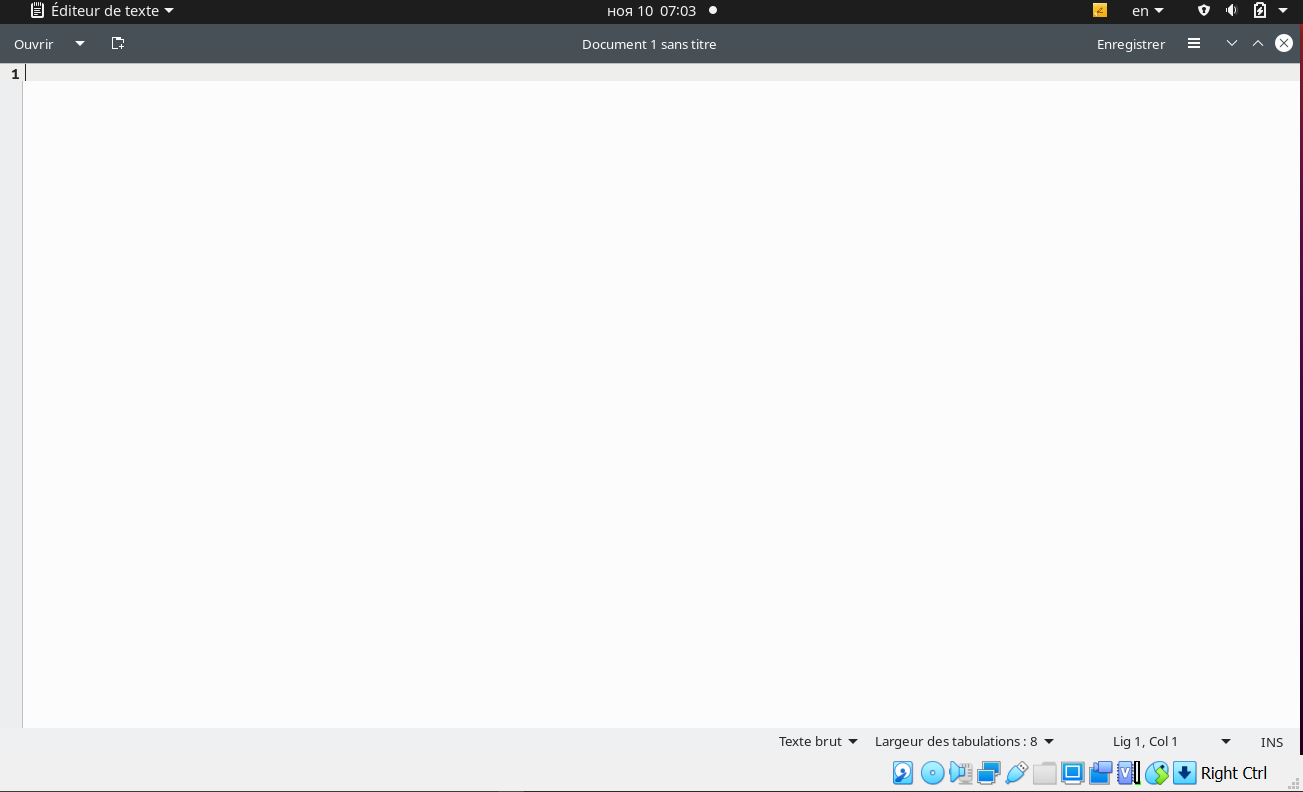 Éditeur de texte ноя 10 07:03 en
Ouvrir Document 1 sans titre Enregistrer
1
Texte brut Largeur des tabulations : 8 Lig 1, Col 1 INS
Right Ctrl